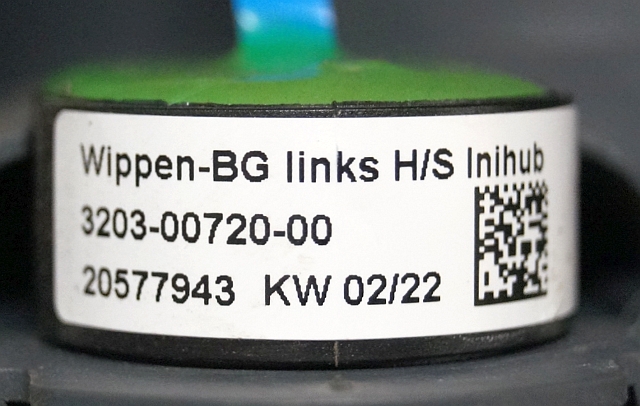 Wippen-BG links H/S Inihub
3203-00720-00
20577943 KW 02/22